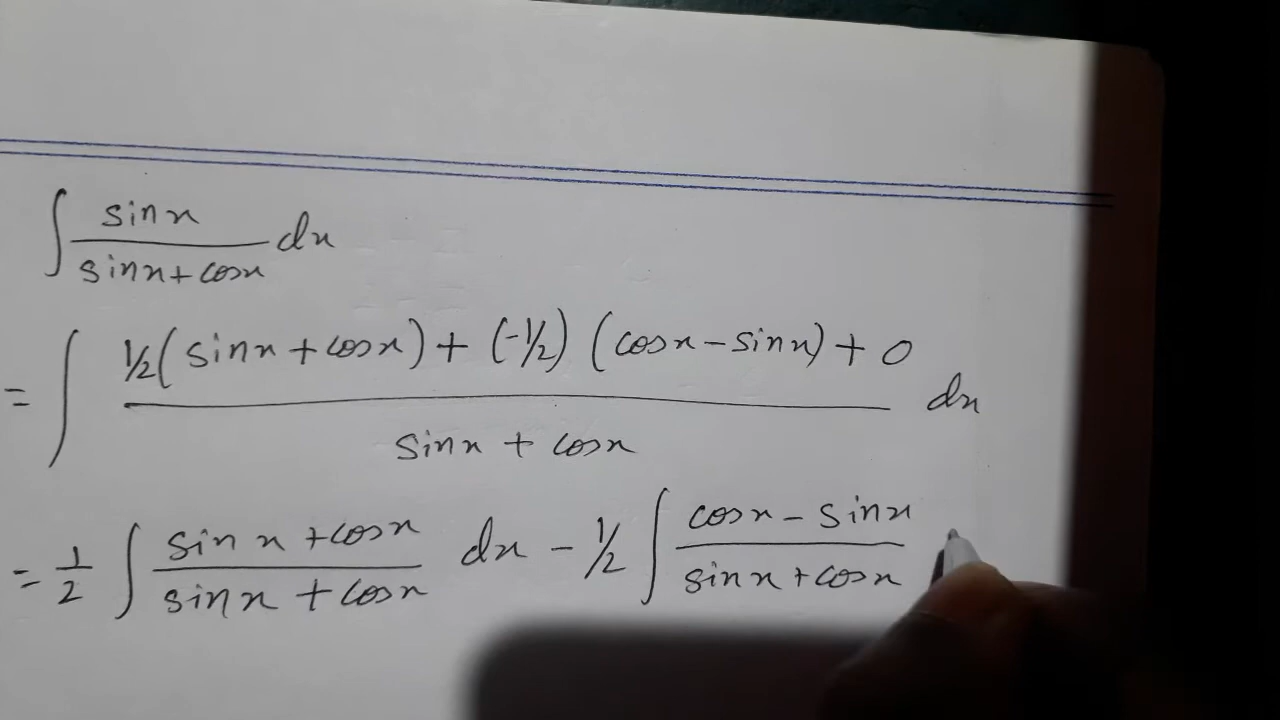 ∫ sinx / sinx + cosx dx
= ∫ ½(sinx + cosx) + (-½) (cosx - sinx) + 0 / sinx + cosx dx
= 1/2 ∫ sinx + cosx / sinx + cosx dx - ½ ∫ cosx - sinx / sinx + cosx